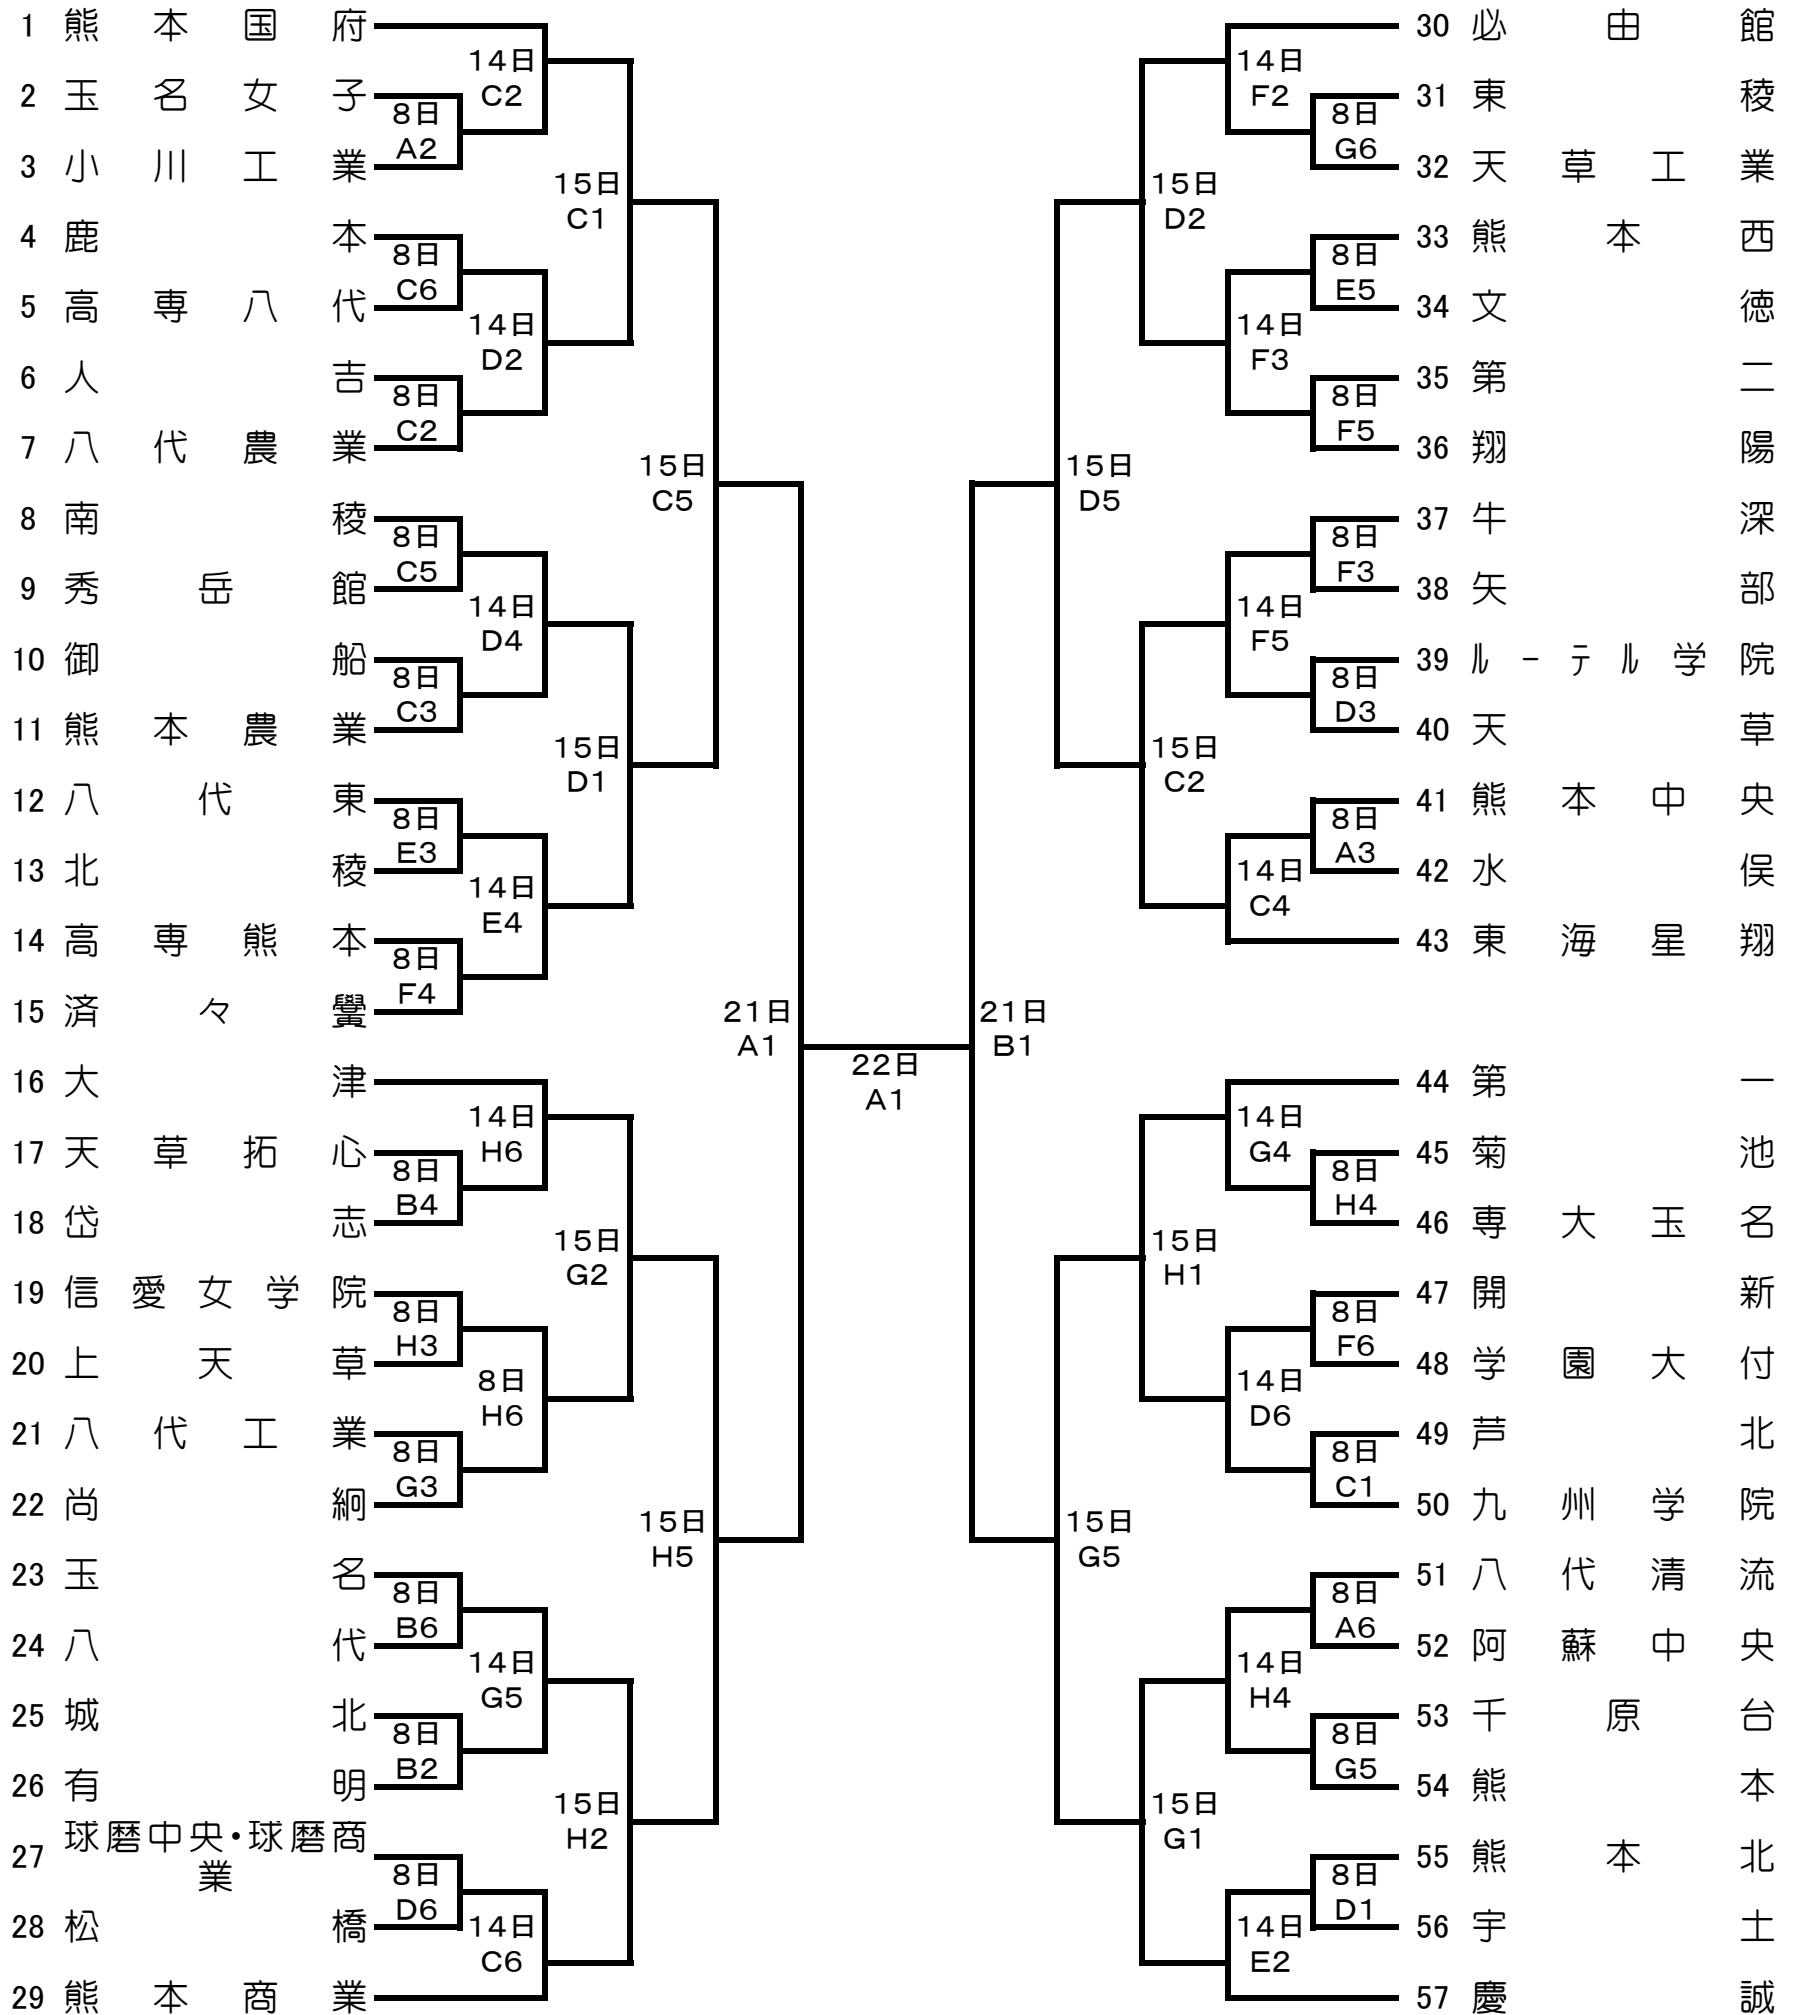 1 熊本国府
2 玉名女子
3 小川工業
4 鹿本
5 高専八代
6 人吉
7 八代農業
8 南稜
9 秀岳館
10 御船
11 熊本農業
12 八代東
13 北稜
14 高専熊本
15 済々黌
16 大津
17 天草拓心
18 岱志
19 信愛女学院
20 上天草
21 八代工業
22 尚絅
23 玉名
24 八代
25 城北
26 有明
27 球磨中央・球磨商
業
28 松橋
29 熊本商業
8日
A2
8日
C6
8日
C2
8日
C5
8日
C3
8日
E3
8日
F4
8日
B4
8日
H3
8日
G3
8日
B6
8日
B2
8日
D6
14日
C2
14日
D2
14日
D4
14日
E4
14日
H6
8日
H6
14日
G5
14日
C6
15日
C1
15日
D1
15日
G2
15日
H2
15日
C5
15日
H5
21日
A1
22日
A1
21日
B1
15日
D5
15日
G5
15日
D2
15日
C2
15日
H1
15日
G1
14日
F2
14日
F3
14日
F5
14日
C4
14日
G4
14日
D6
14日
H4
14日
E2
8日
G6
8日
E5
8日
F5
8日
F3
8日
D3
8日
A3
8日
H4
8日
F6
8日
C1
8日
A6
8日
G5
8日
D1
30 必由館
31 東稜
32 天草工業
33 熊本西
34 文徳
35 第二
36 翔陽
37 牛深
38 矢部
39 ﾙｰﾃﾙ学院
40 天草
41 熊本中央
42 水俣
43 東海星翔
44 第一
45 菊池
46 専大玉名
47 開新
48 学園大付
49 芦北
50 九州学院
51 八代清流
52 阿蘇中央
53 千原台
54 熊本
55 熊本北
56 宇土
57 慶誠